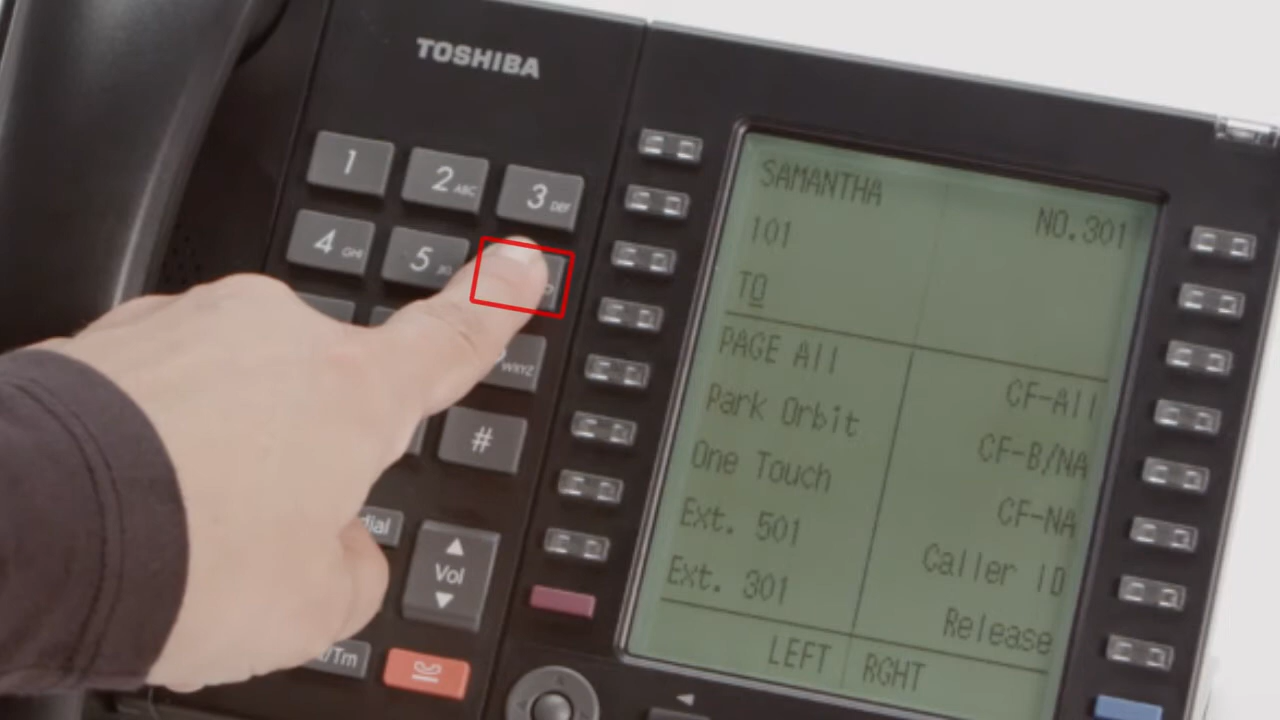 TOSHIBA
1
2 ABC
3 DEF
4 GHI
5
WXYZ
#
Vol
SAMANTHA
NO.301
101
TO
PAGE All
CF-All
Park Orbit
CF-B/NA
One Touch
CF-NA
Ext. 501
Caller ID
Ext. 301
Release
LEFT
RGHT